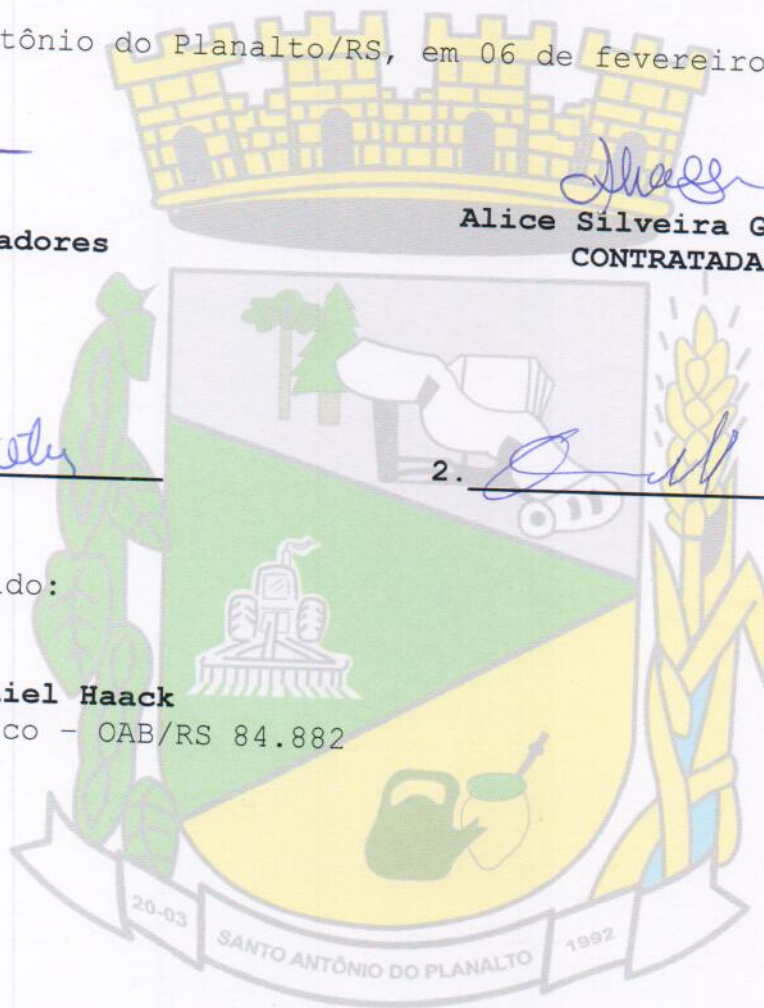 tônio do Planalto/RS, em 06 de fevereiro
adores
Alice Silveira G
CONTRATADA
2.
do:
iel Haack
co - OAB/RS 84.882
20-03
SANTO ANTÔNIO DO PLANALTO
1992